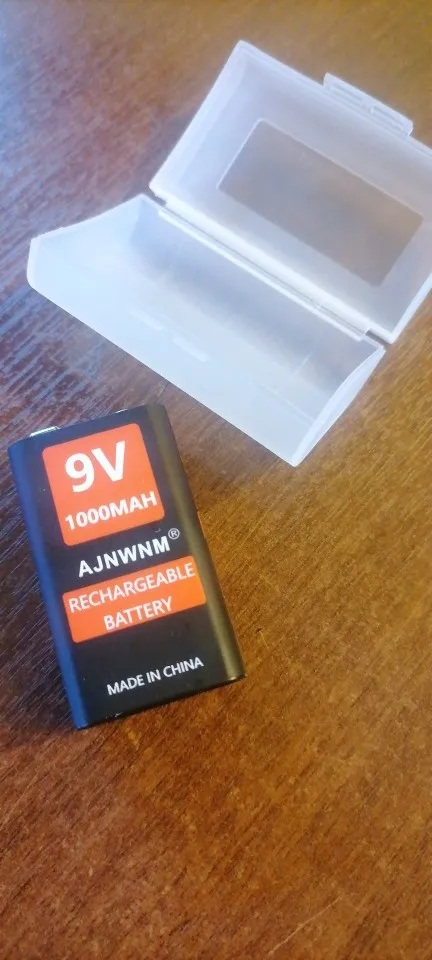 9V
1000MAH
AJNWNM®
RECHARGEABLE
BATTERY
MADE IN CHINA